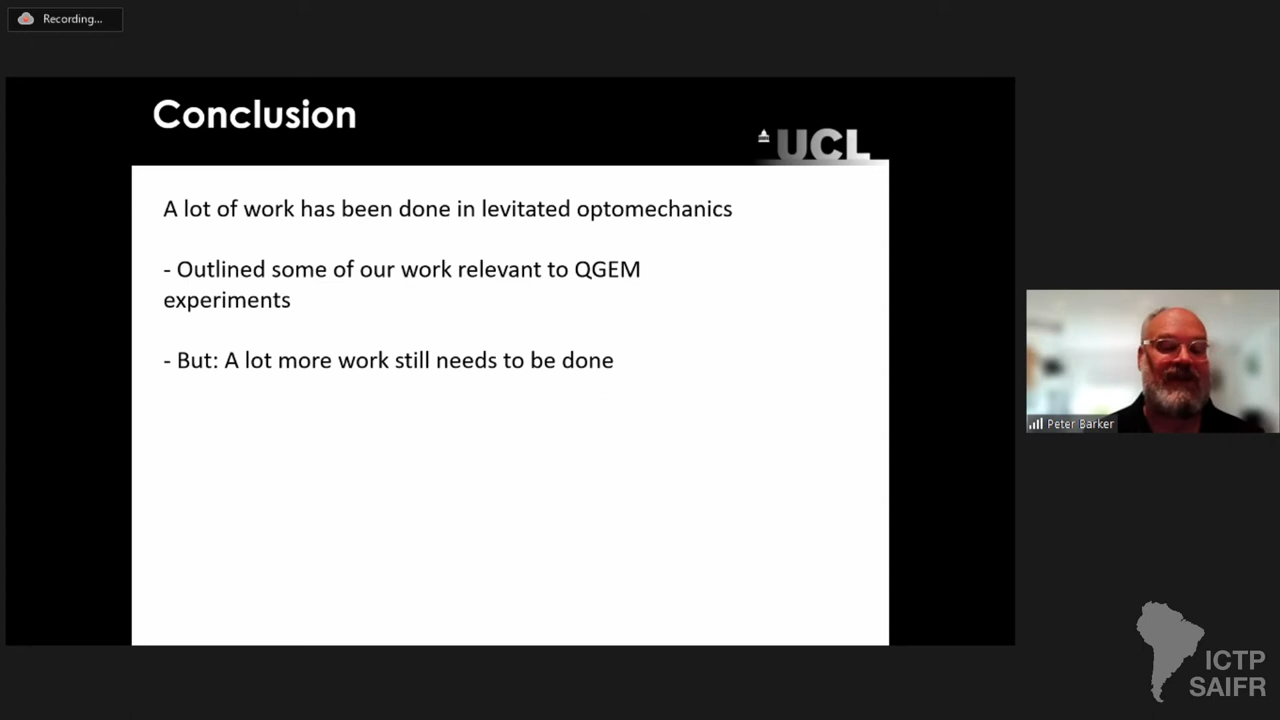 Recording...
Conclusion
UCL
A lot of work has been done in levitated optomechanics
- Outlined some of our work relevant to QGEM
experiments
- But: A lot more work still needs to be done
Peter Barker
ICTP
SAIFR